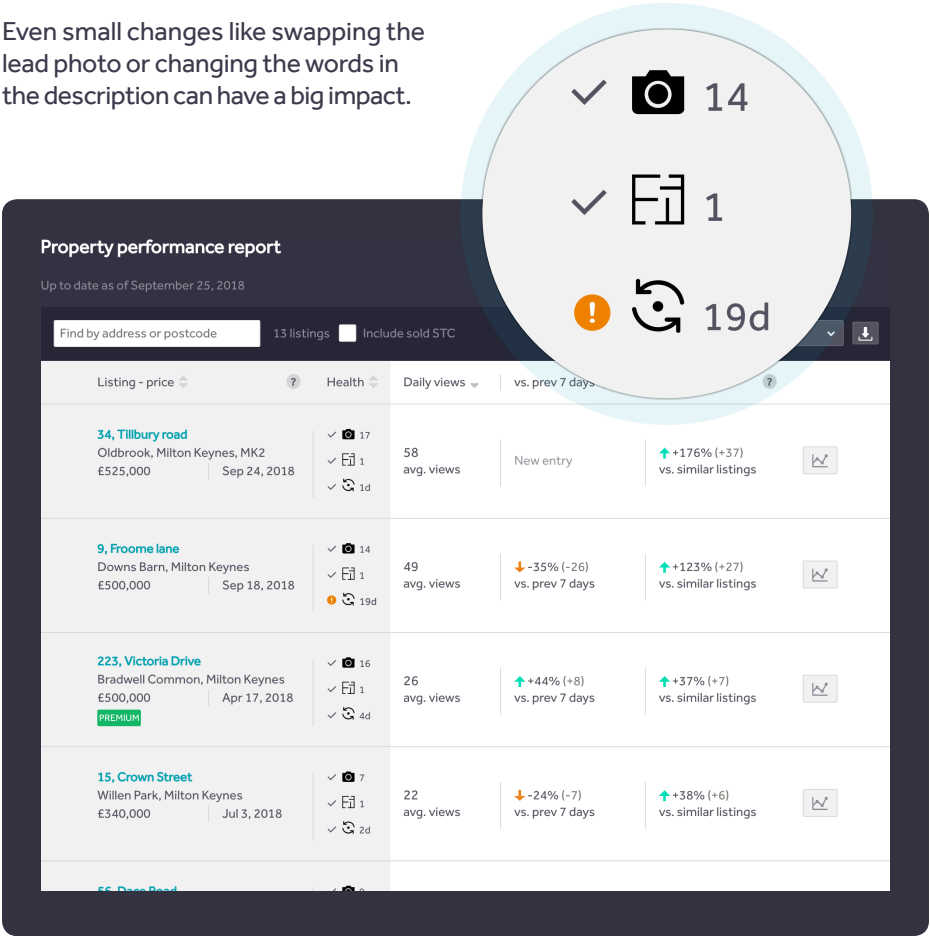 Even small changes like swapping the
lead photo or changing the words in
the description can have a big impact.
14
1
19d
Property performance report
Up to date as of September 25, 2018
Find by address or postcode
13 listings
Include sold STC
Listing - price
?
Health
Daily views
vs. prev 7 days
?
34, Tillbury road
Oldbrook, Milton Keynes, MK2
£525,000
Sep 24, 2018
17
1
1d
58
avg. views
New entry
+176% (+37)
vs. similar listings
9, Froome lane
Downs Barn, Milton Keynes
£500,000
Sep 18, 2018
14
1
19d
49
avg. views
-35% (-26)
vs. prev 7 days
+123% (+27)
vs. similar listings
223, Victoria Drive
Bradwell Common, Milton Keynes
£500,000
Apr 17, 2018
PREMIUM
16
1
4d
26
avg. views
+44% (+8)
vs. prev 7 days
+37% (+7)
vs. similar listings
15, Crown Street
Willen Park, Milton Keynes
£340,000
Jul 3, 2018
7
1
2d
22
avg. views
-24% (-7)
vs. prev 7 days
+38% (+6)
vs. similar listings